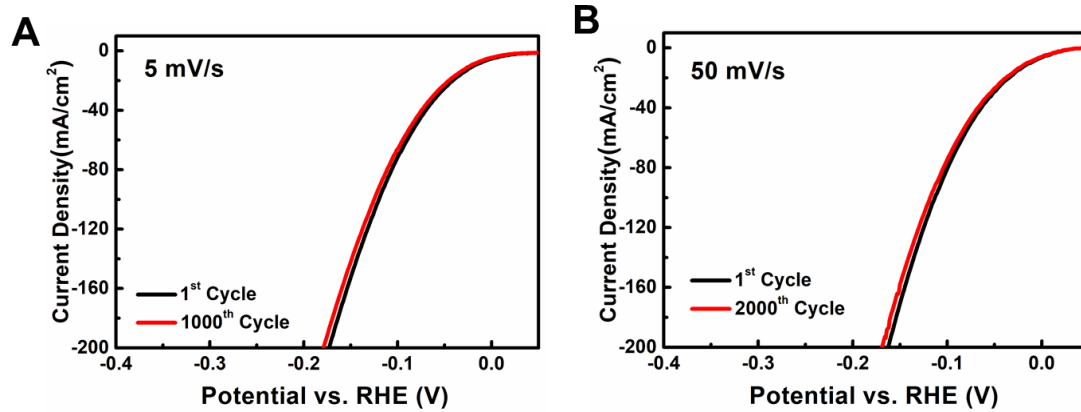 A
5 mV/s
Current Density(mA/cm²)
0
-40
-80
-120
-160
-200
1ˢᵗ Cycle
1000ᵗʰ Cycle
-0.4
-0.3
-0.2
-0.1
0.0
Potential vs. RHE (V)
B
50 mV/s
Current Density(mA/cm²)
0
-40
-80
-120
-160
-200
1ˢᵗ Cycle
2000ᵗʰ Cycle
-0.4
-0.3
-0.2
-0.1
0.0
Potential vs. RHE (V)